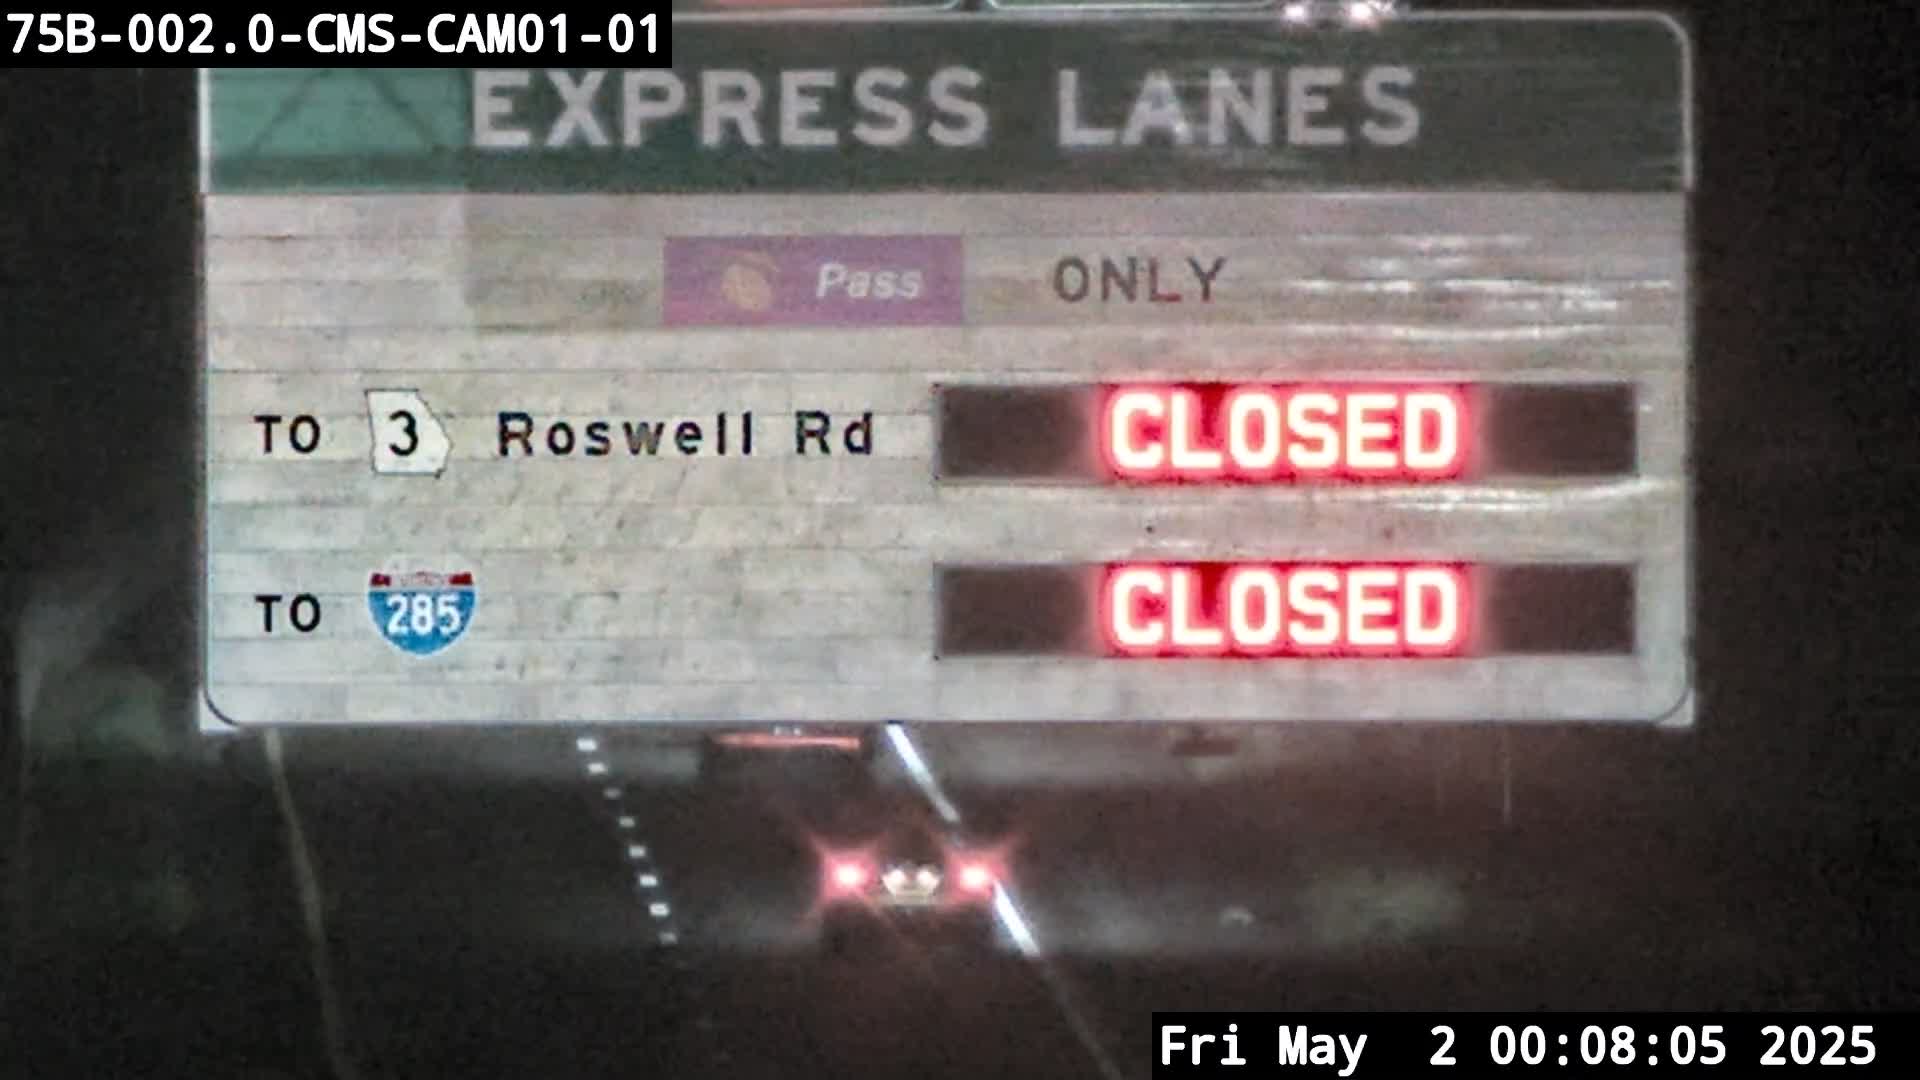 75B-002.0-CMS-CAM01-01
EXPRESS LANES
Pass ONLY
TO 3 Roswell Rd CLOSED
TO 285 CLOSED
Fri May 2 00:08:05 2025